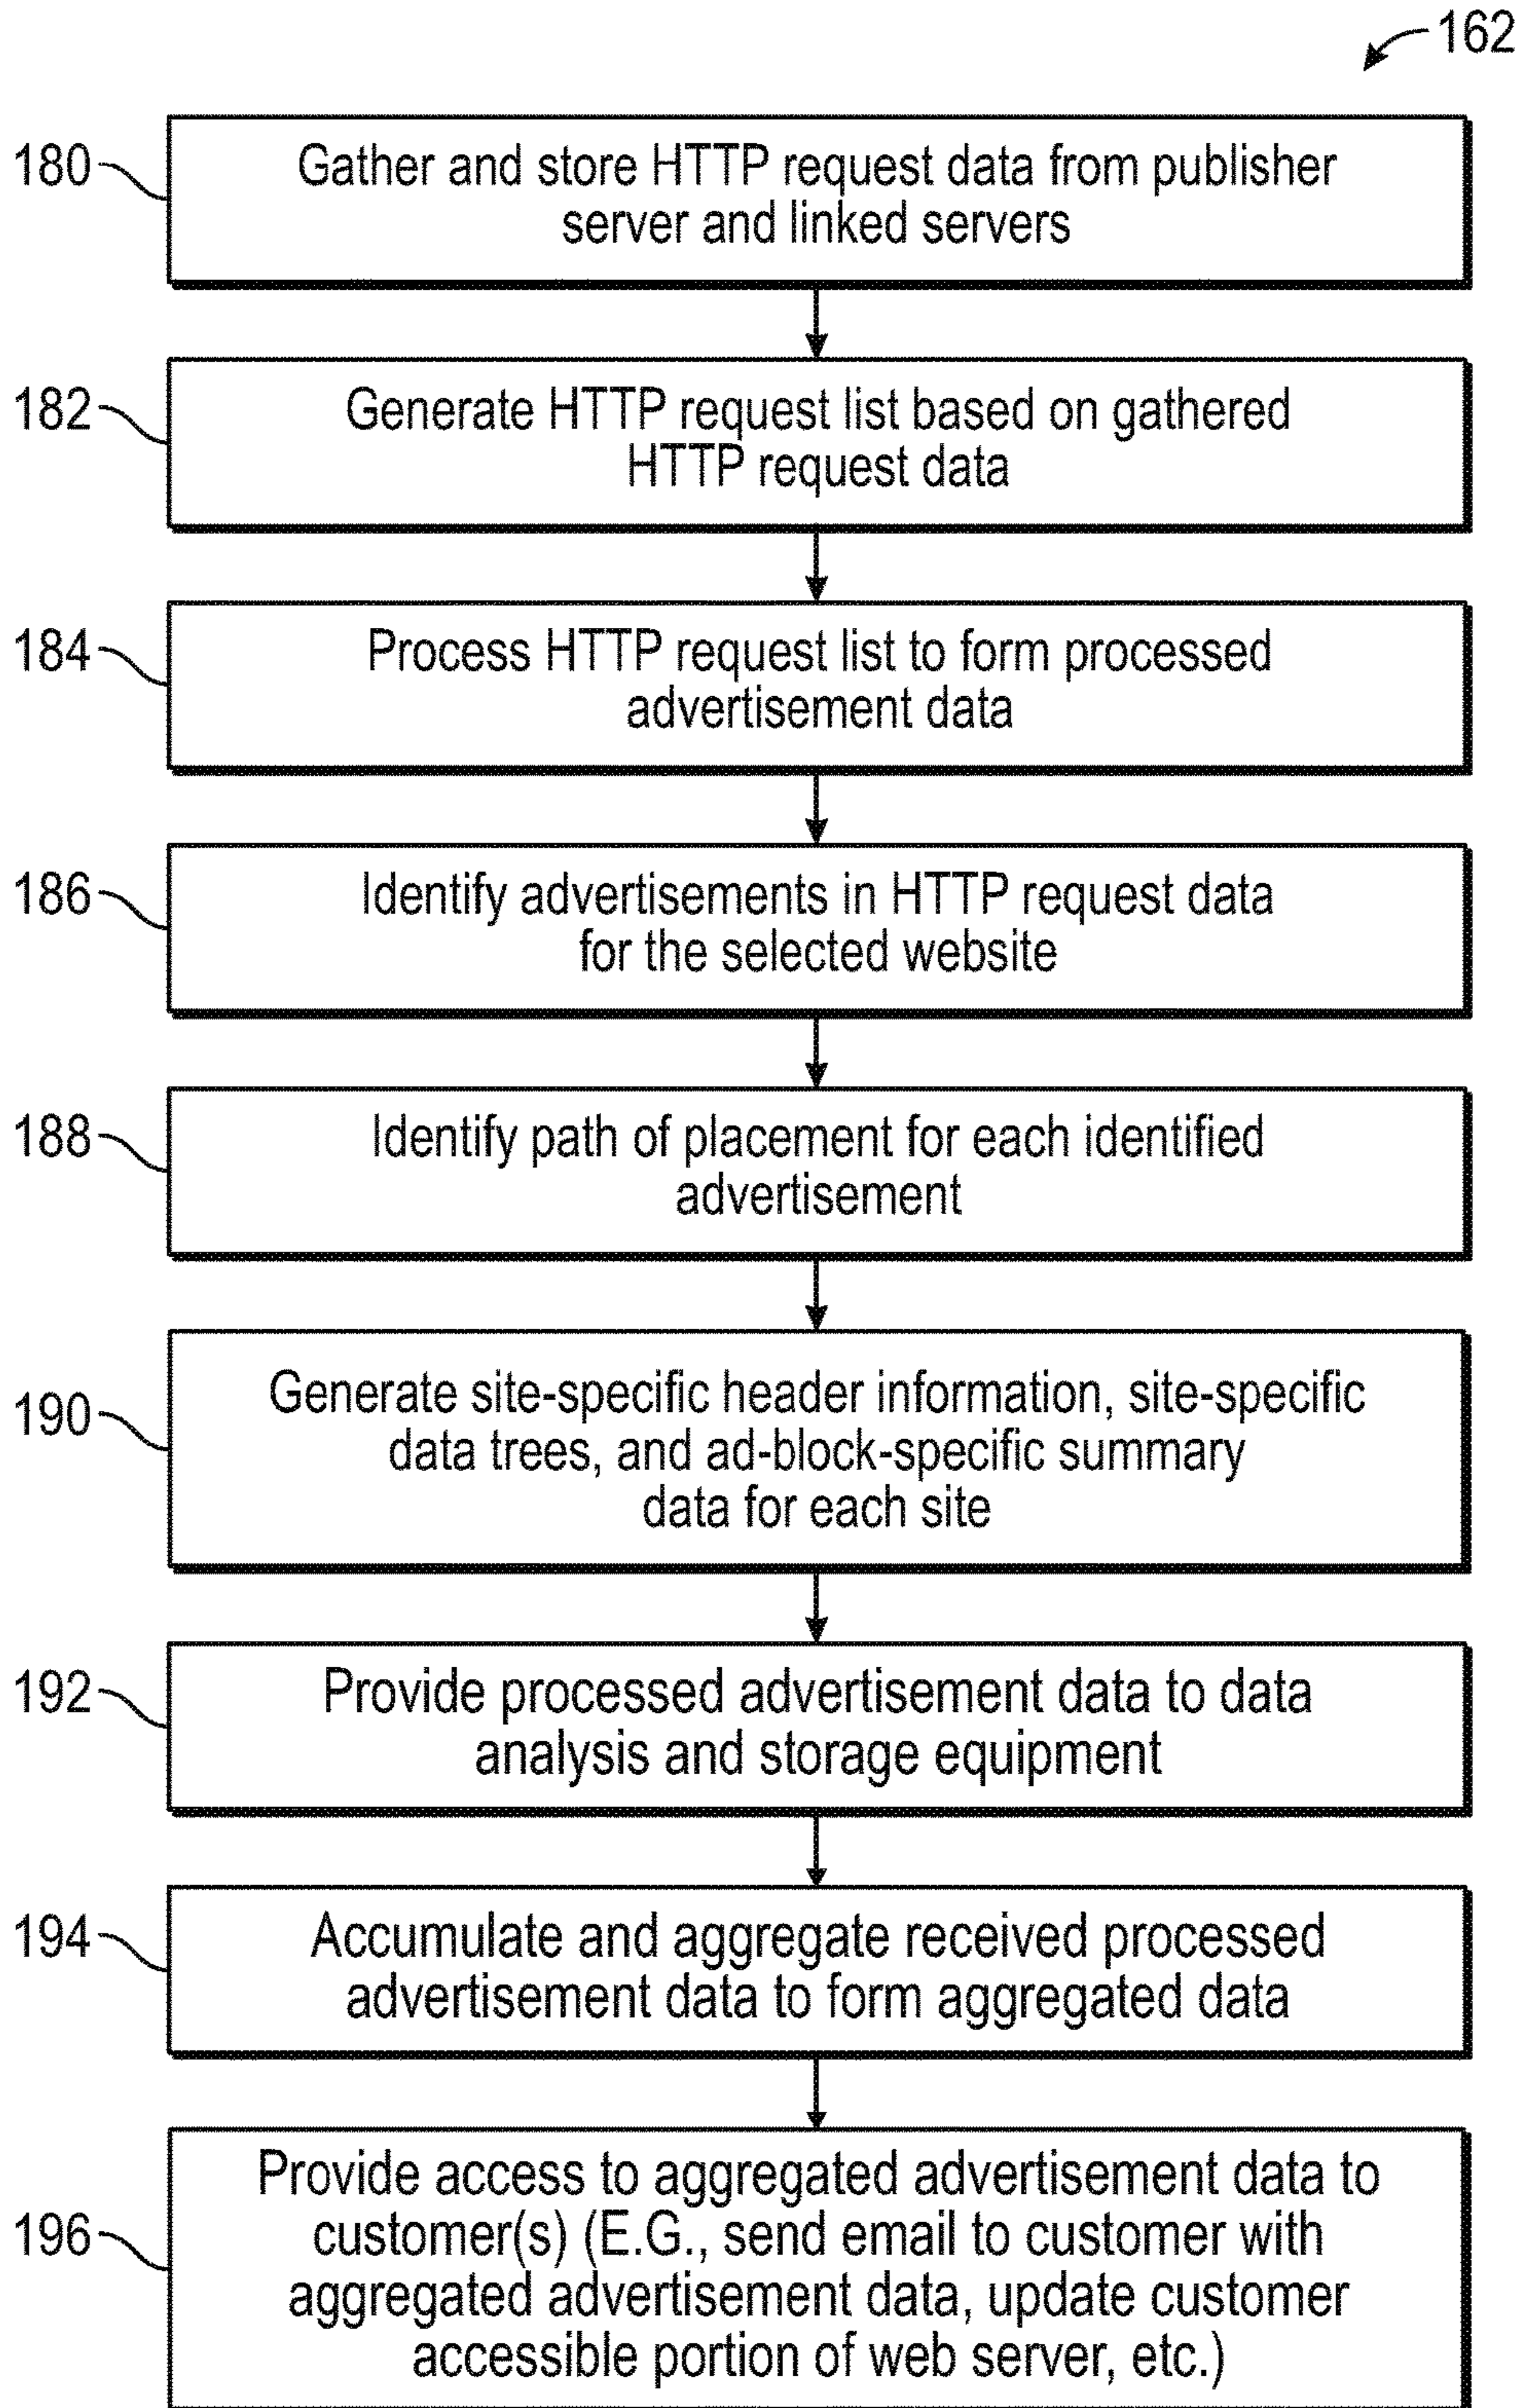 162
180
Gather and store HTTP request data from publisher
server and linked servers
182
Generate HTTP request list based on gathered
HTTP request data
184
Process HTTP request list to form processed
advertisement data
186
Identify advertisements in HTTP request data
for the selected website
188
Identify path of placement for each identified
advertisement
190
Generate site-specific header information, site-specific
data trees, and ad-block-specific summary
data for each site
192
Provide processed advertisement data to data
analysis and storage equipment
194
Accumulate and aggregate received processed
advertisement data to form aggregated data
196
Provide access to aggregated advertisement data to
customer(s) (E.G., send email to customer with
aggregated advertisement data, update customer
accessible portion of web server, etc.)